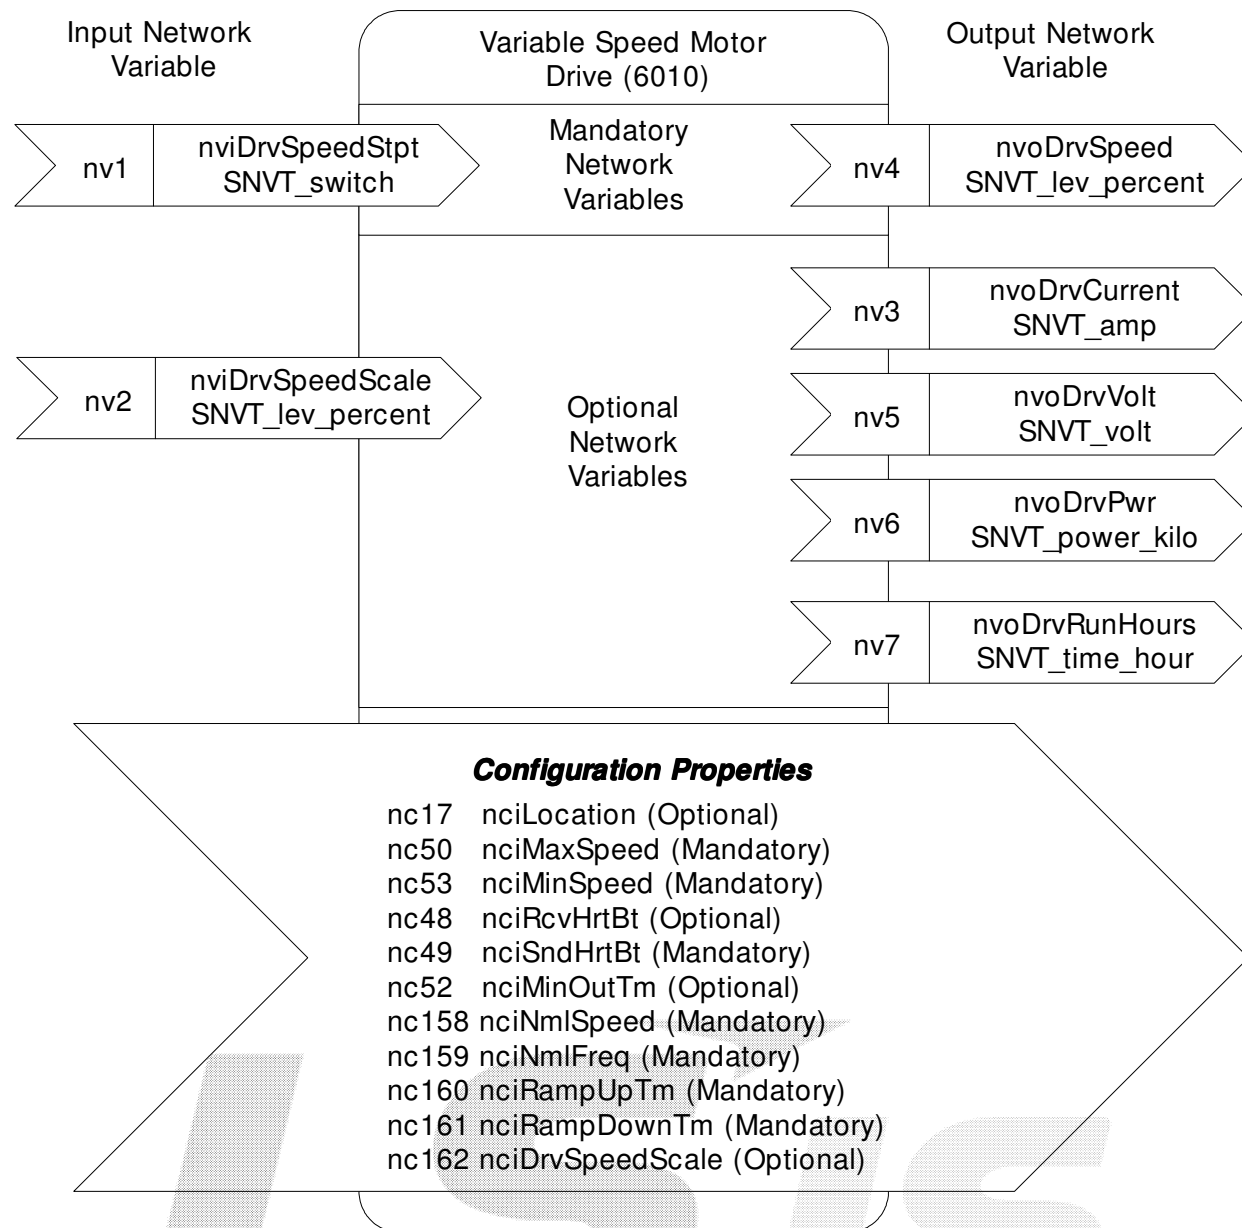 Input Network
Variable
Variable Speed Motor
Drive (6010)
Output Network
Variable
Mandatory
Network
Variables
nv1
nviDrvSpeedStpt
SNVT_switch
nv4
nvoDrvSpeed
SNVT_lev_percent
nv3
nvoDrvCurrent
SNVT_amp
nv2
nviDrvSpeedScale
SNVT_lev_percent
Optional
Network
Variables
nv5
nvoDrvVolt
SNVT_volt
nv6
nvoDrvPwr
SNVT_power_kilo
nv7
nvoDrvRunHours
SNVT_time_hour
Configuration Properties
nc17 nciLocation (Optional)
nc50 nciMaxSpeed (Mandatory)
nc53 nciMinSpeed (Mandatory)
nc48 nciRcvHrtBt (Optional)
nc49 nciSndHrtBt (Mandatory)
nc52 nciMinOutTm (Optional)
nc158 nciNmlSpeed (Mandatory)
nc159 nciNmlFreq (Mandatory)
nc160 nciRampUpTm (Mandatory)
nc161 nciRampDownTm (Mandatory)
nc162 nciDrvSpeedScale (Optional)
LSis